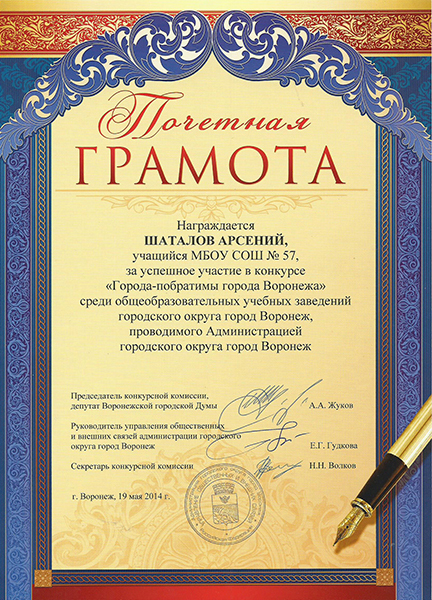 Почетная
ГРАМОТА
Награждается
ШАТАЛОВ АРСЕНИЙ,
учащийся МБОУ СОШ № 57,
за успешное участие в конкурсе
«Города-побратимы города Воронежа»
среди общеобразовательных учебных заведений
городского округа город Воронеж,
проводимого Администрацией
городского округа город Воронеж
Председатель конкурсной комиссии,
депутат Воронежской городской Думы
А.А. Жуков
Руководитель управления общественных
и внешних связей администрации городского
округа город Воронеж
Е.Г. Гудкова
Секретарь конкурсной комиссии
Н.Н. Волков
г. Воронеж, 19 мая 2014 г.